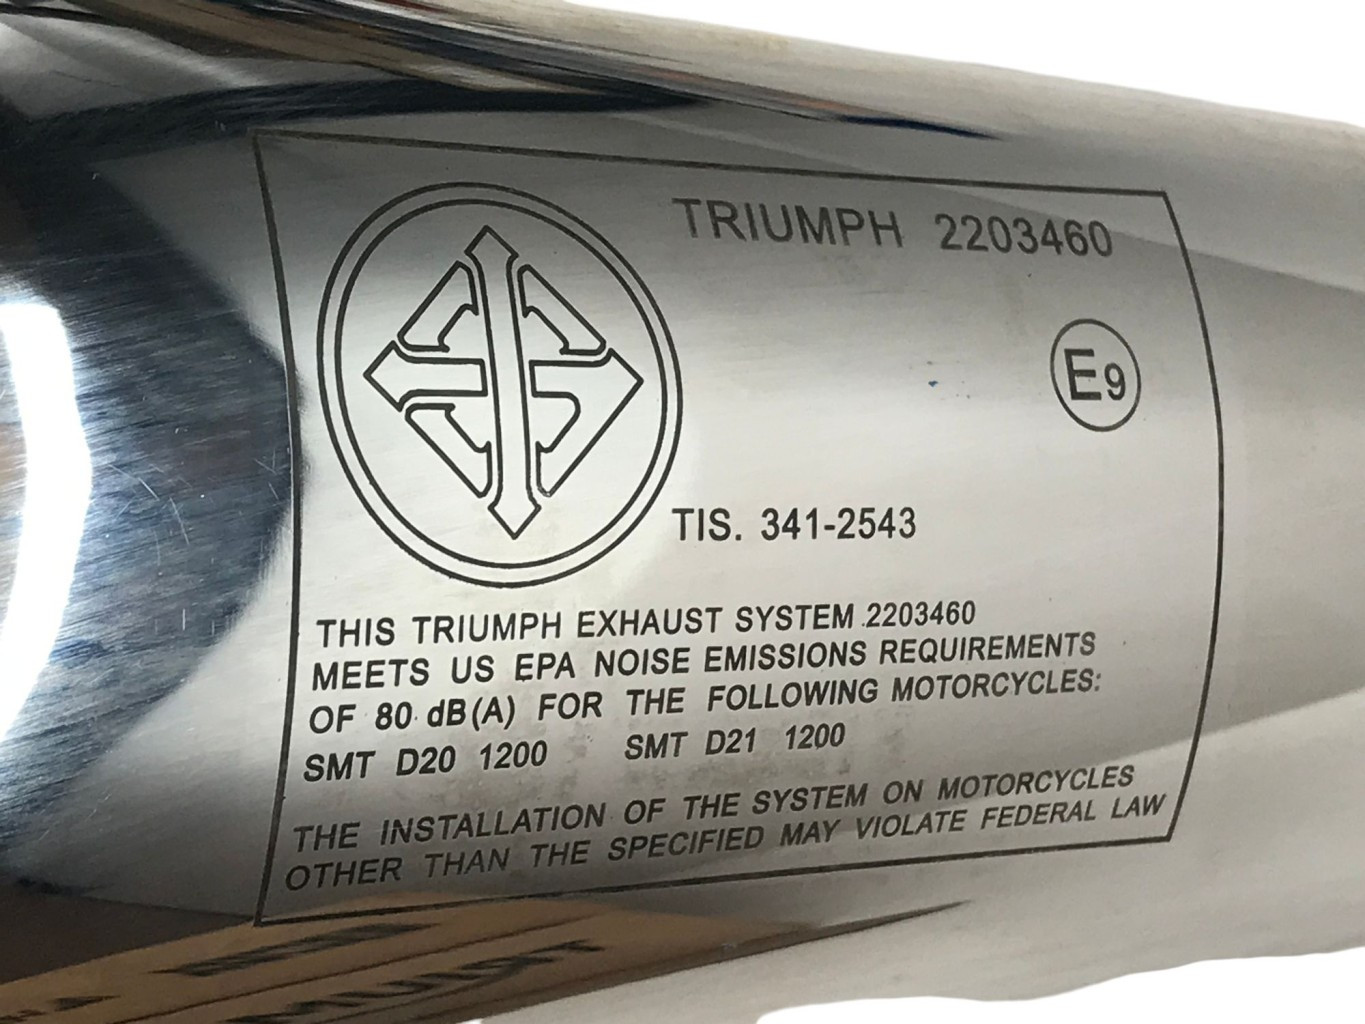 TRIUMPH 2203460
E9
TIS. 341-2543
THIS TRIUMPH EXHAUST SYSTEM 2203460
MEETS US EPA NOISE EMISSIONS REQUIREMENTS
OF 80 dB(A) FOR THE FOLLOWING MOTORCYCLES:
SMT D20 1200 SMT D21 1200
THE INSTALLATION OF THE SYSTEM ON MOTORCYCLES
OTHER THAN THE SPECIFIED MAY VIOLATE FEDERAL LAW